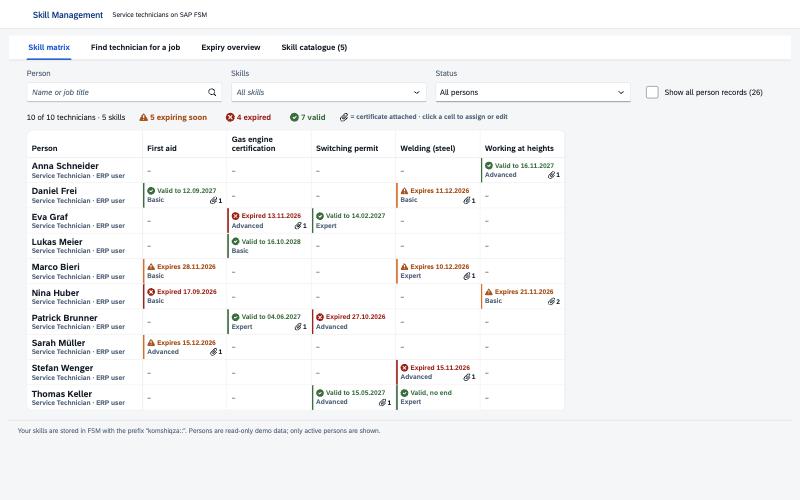 Skill Management Service technicians on SAP FSM
Skill matrix Find technician for a job Expiry overview Skill catalogue (5)
Person Skills Status
Name or job title All skills All persons Show all person records (26)
10 of 10 technicians · 5 skills 5 expiring soon 4 expired 7 valid = certificate attached · click a cell to assign or edit
Person First aid Gas engine certification Switching permit Welding (steel) Working at heights
Anna Schneider
Service Technician · ERP user
– – – – Valid to 16.11.2027
Advanced 1
Daniel Frei
Service Technician · ERP user
Valid to 12.09.2027
Basic 1
– – Expires 11.12.2026
Basic 1
–
Eva Graf
Service Technician · ERP user
– Expired 13.11.2026
Advanced 1
Valid to 14.02.2027
Expert
– –
Lukas Meier
Service Technician · ERP user
– Valid to 16.10.2028
Basic
– – –
Marco Bieri
Service Technician · ERP user
Expires 28.11.2026
Basic
– – Expires 10.12.2026
Expert 1
–
Nina Huber
Service Technician · ERP user
Expired 17.09.2026
Basic
– – – Expires 21.11.2026
Basic 2
Patrick Brunner
Service Technician · ERP user
– Valid to 04.06.2027
Expert 1
Expired 27.10.2026
Advanced
– –
Sarah Müller
Service Technician · ERP user
Expires 15.12.2026
Advanced 1
– – – –
Stefan Wenger
Service Technician · ERP user
– – – Expired 15.11.2026
Advanced 1
–
Thomas Keller
Service Technician · ERP user
– – Valid to 15.05.2027
Advanced 1
Valid, no end
Expert
–
Your skills are stored in FSM with the prefix "komshiqza::". Persons are read-only demo data; only active persons are shown.